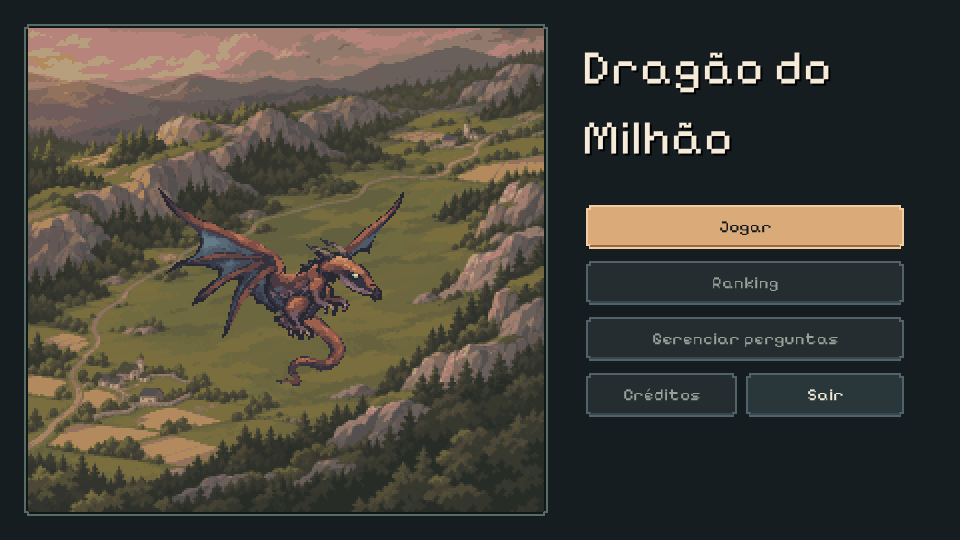 Dragão do
Milhão
Jogar
Ranking
Gerenciar perguntas
Créditos
Sair